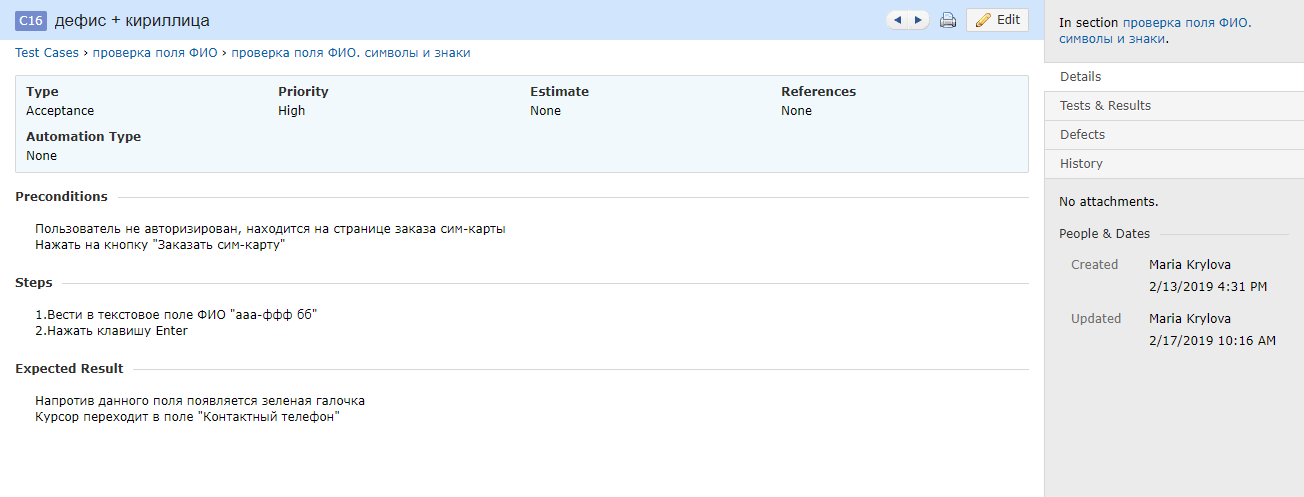 C16 дефис + кириллица
Edit
Test Cases › проверка поля ФИО › проверка поля ФИО. символы и знаки
Type Priority Estimate References
Acceptance High None None
Automation Type
None
Preconditions
Пользователь не авторизирован, находится на странице заказа сим-карты
Нажать на кнопку "Заказать сим-карту"
Steps
1.Вести в текстовое поле ФИО "ааа-ффф бб"
2.Нажать клавишу Enter
Expected Result
Напротив данного поля появляется зеленая галочка
Курсор переходит в поле "Контактный телефон"
In section проверка поля ФИО.
символы и знаки.
Details
Tests & Results
Defects
History
No attachments.
People & Dates
Created Maria Krylova
2/13/2019 4:31 PM
Updated Maria Krylova
2/17/2019 10:16 AM